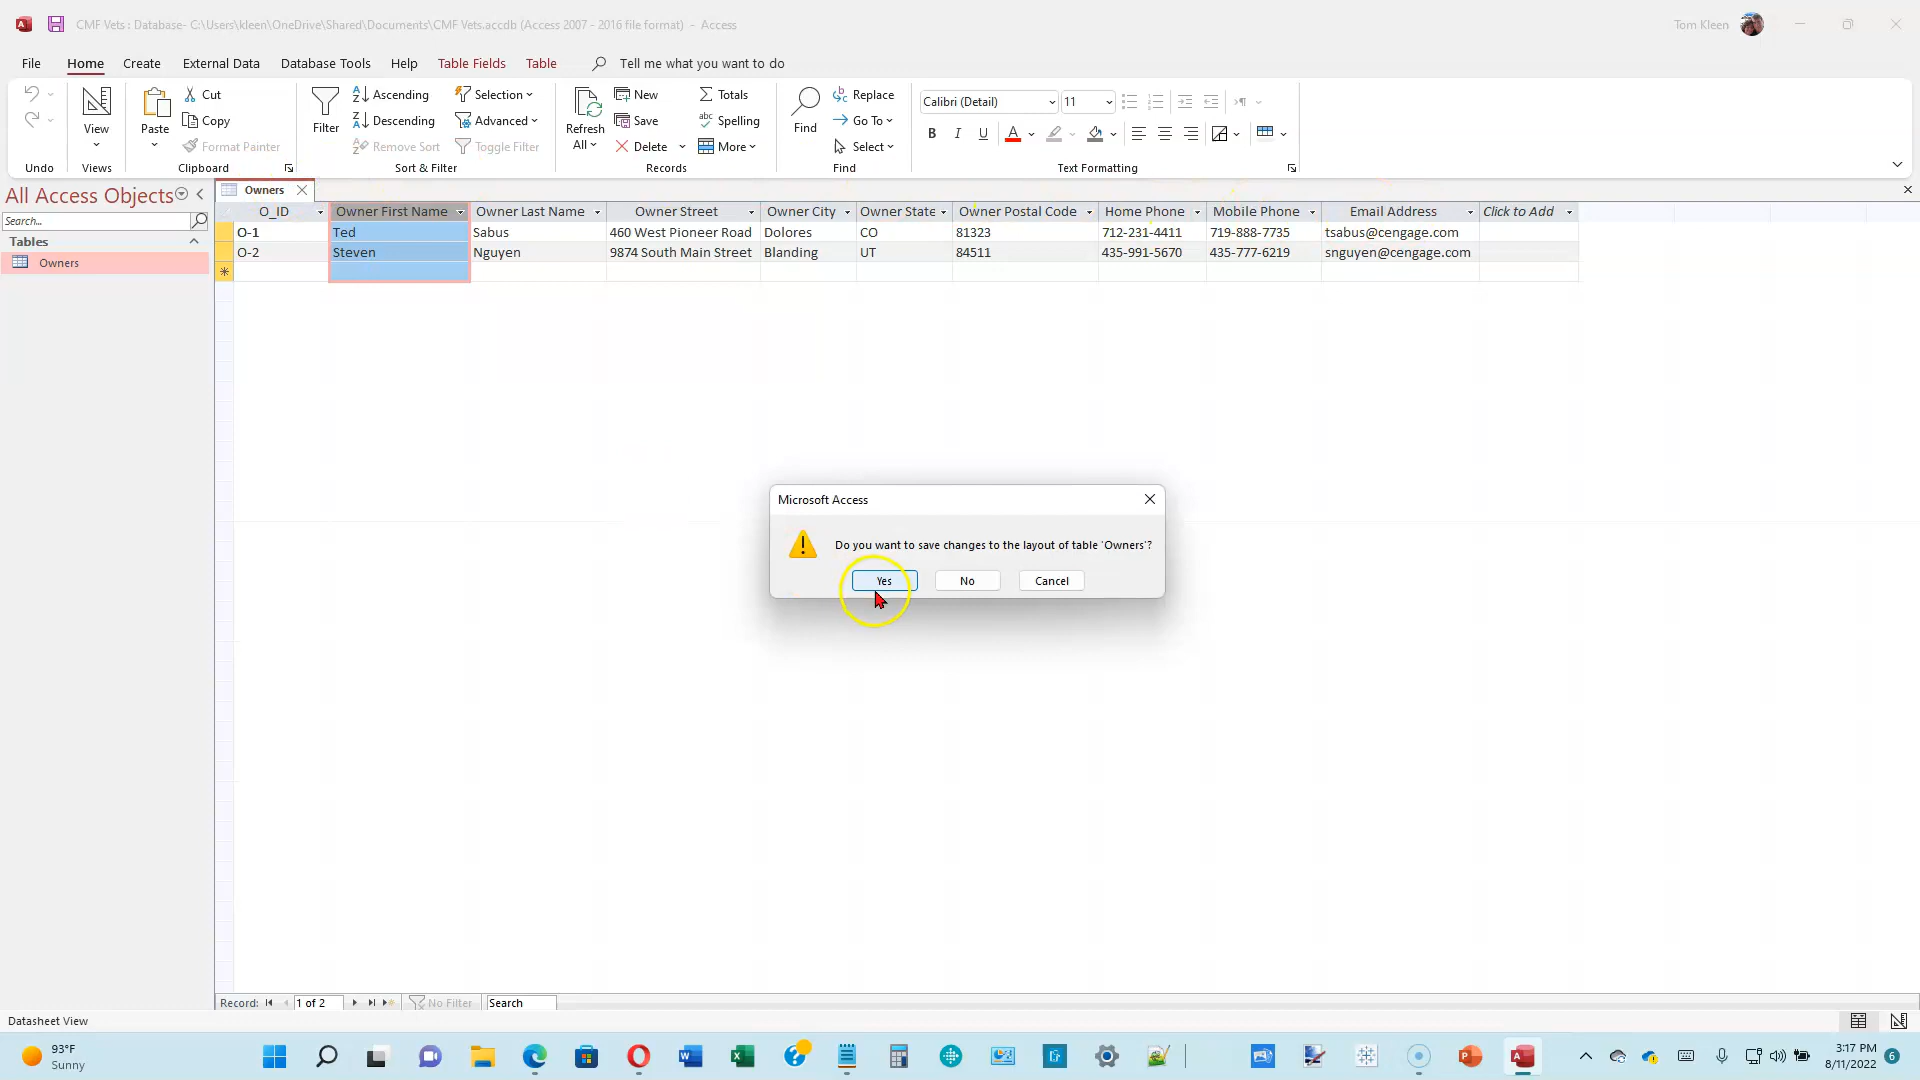 CMF Vets : Database- C:\Users\kleen\OneDrive\Shared\Documents\CMF Vets.accdb (Access 2007 - 2016 file format) - Access
Tom Kleen
File Home Create External Data Database Tools Help Table Fields Table Tell me what you want to do
Undo
View
Views
Paste
Cut
Copy
Format Painter
Clipboard
Filter
Ascending
Descending
Remove Sort
Selection
Advanced
Toggle Filter
Sort & Filter
Refresh
All
New
Save
Delete
Totals
Spelling
More
Records
Find
Replace
Go To
Select
Find
Calibri (Detail) 11
B I U A
Text Formatting
All Access Objects
Search...
Tables
Owners
Owners
O_ID Owner First Name Owner Last Name Owner Street Owner City Owner State Owner Postal Code Home Phone Mobile Phone Email Address Click to Add
O-1 Ted Sabus 460 West Pioneer Road Dolores CO 81323 712-231-4411 719-888-7735 tsabus@cengage.com
O-2 Steven Nguyen 9874 South Main Street Blanding UT 84511 435-991-5670 435-777-6219 snguyen@cengage.com
Microsoft Access
Do you want to save changes to the layout of table 'Owners'?
Yes No Cancel
Record: 1 of 2 No Filter Search
Datasheet View
93°F
Sunny
3:17 PM
8/11/2022
6